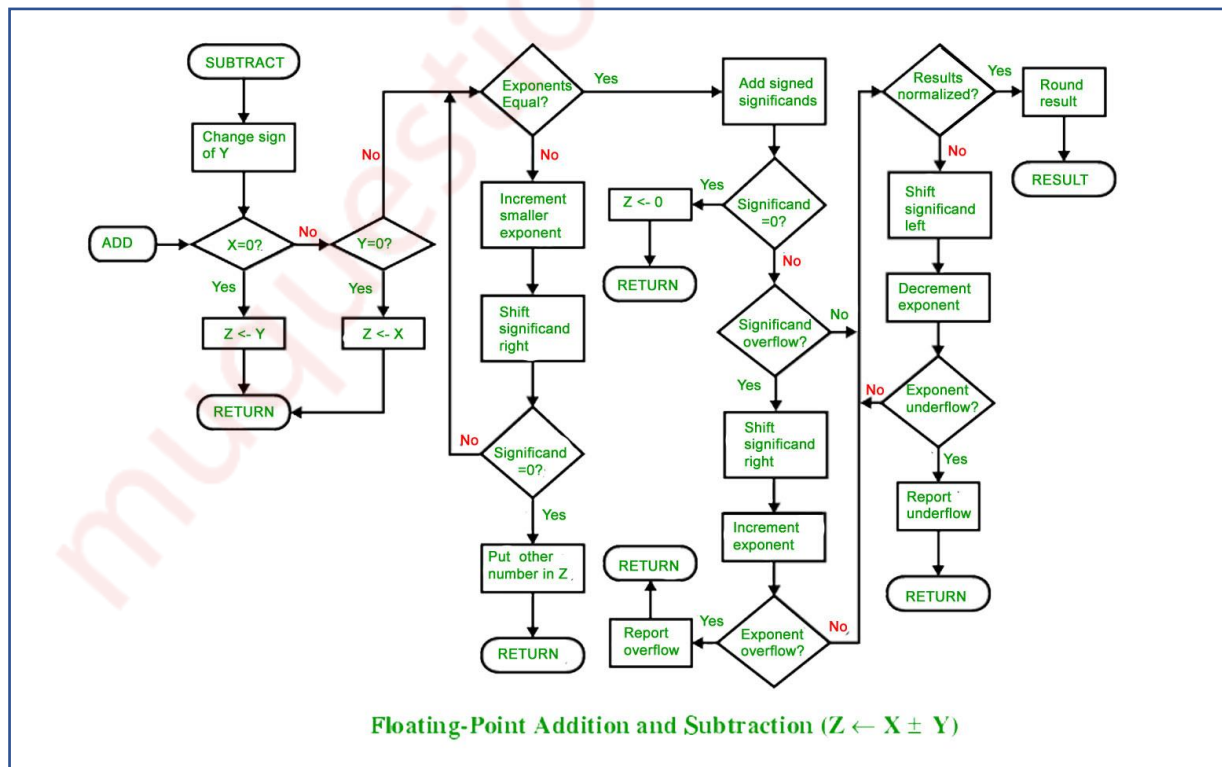 SUBTRACT
Change sign
of Y
ADD
X=0?
No
Yes
Z <- Y
RETURN
Y=0?
No
Yes
Z <- X
Exponents
Equal?
Yes
No
Increment
smaller
exponent
Shift
significand
right
Significand
=0?
No
Yes
Put other
number in Z
RETURN
Add signed
significands
Significand
=0?
Yes
Z <- 0
RETURN
No
Significand
overflow?
No
Yes
Shift
significand
right
Increment
exponent
Exponent
overflow?
Yes
Report
overflow
RETURN
No
Results
normalized?
Yes
Round
result
RESULT
No
Shift
significand
left
Decrement
exponent
Exponent
underflow?
No
Yes
Report
underflow
RETURN
Floating-Point Addition and Subtraction (Z ← X ± Y)
muquestio